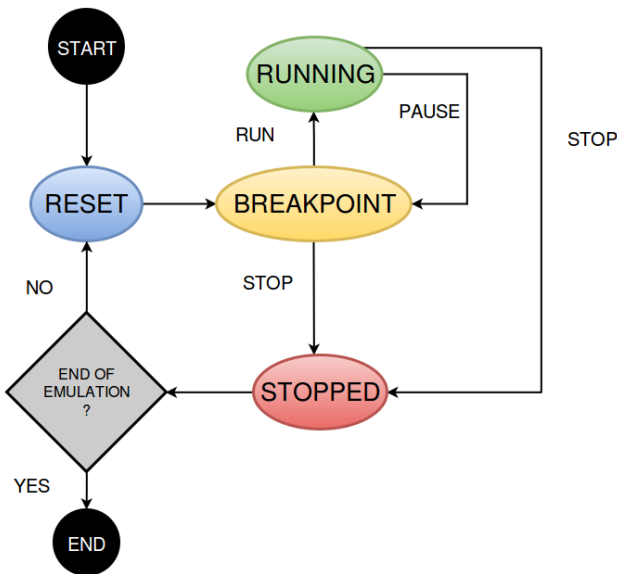 START
RUNNING
PAUSE
RUN
STOP
RESET
BREAKPOINT
STOP
NO
END OF
EMULATION
?
STOPPED
YES
END